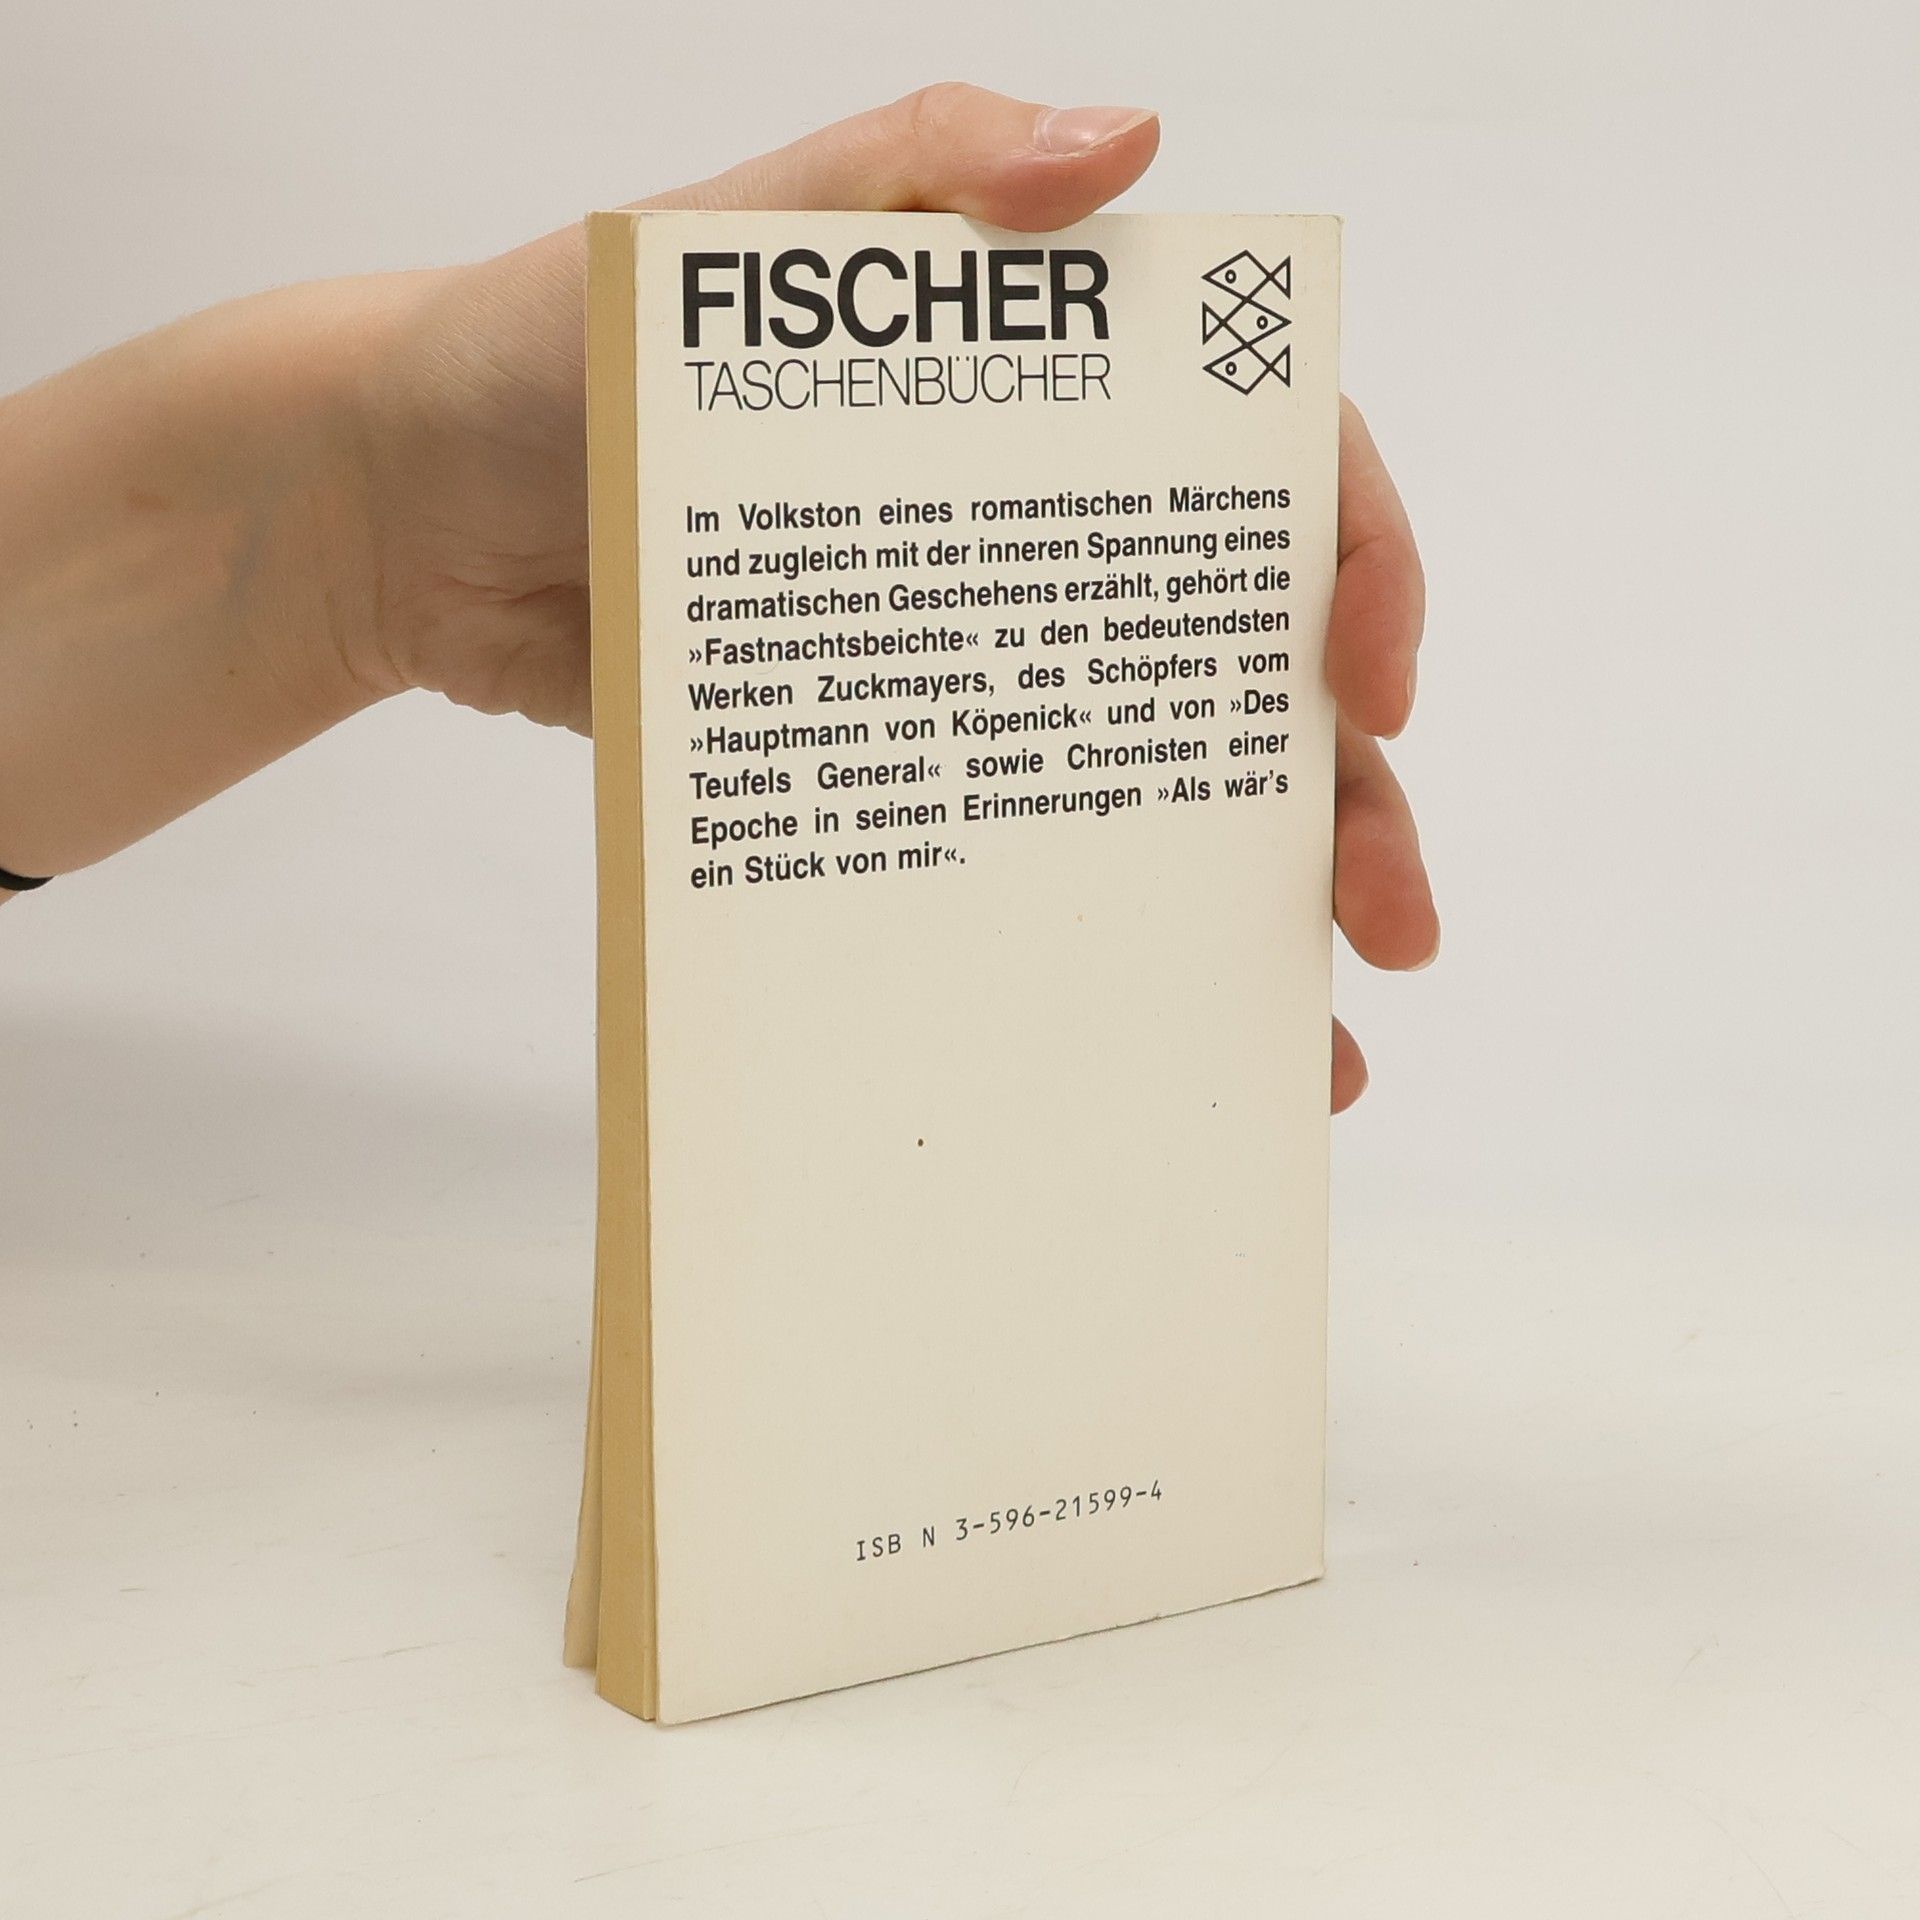 FISCHER
TASCHENBÜCHER
Im Volkston eines romantischen Märchens
und zugleich mit der inneren Spannung eines
dramatischen Geschehens erzählt, gehört die
»Fastnachtsbeichte« zu den bedeutendsten
Werken Zuckmayers, des Schöpfers vom
»Hauptmann von Köpenick« und von »Des
Teufels General« sowie Chronisten einer
Epoche in seinen Erinnerungen »Als wär's
ein Stück von mir«.
ISB N 3-596-21599-4